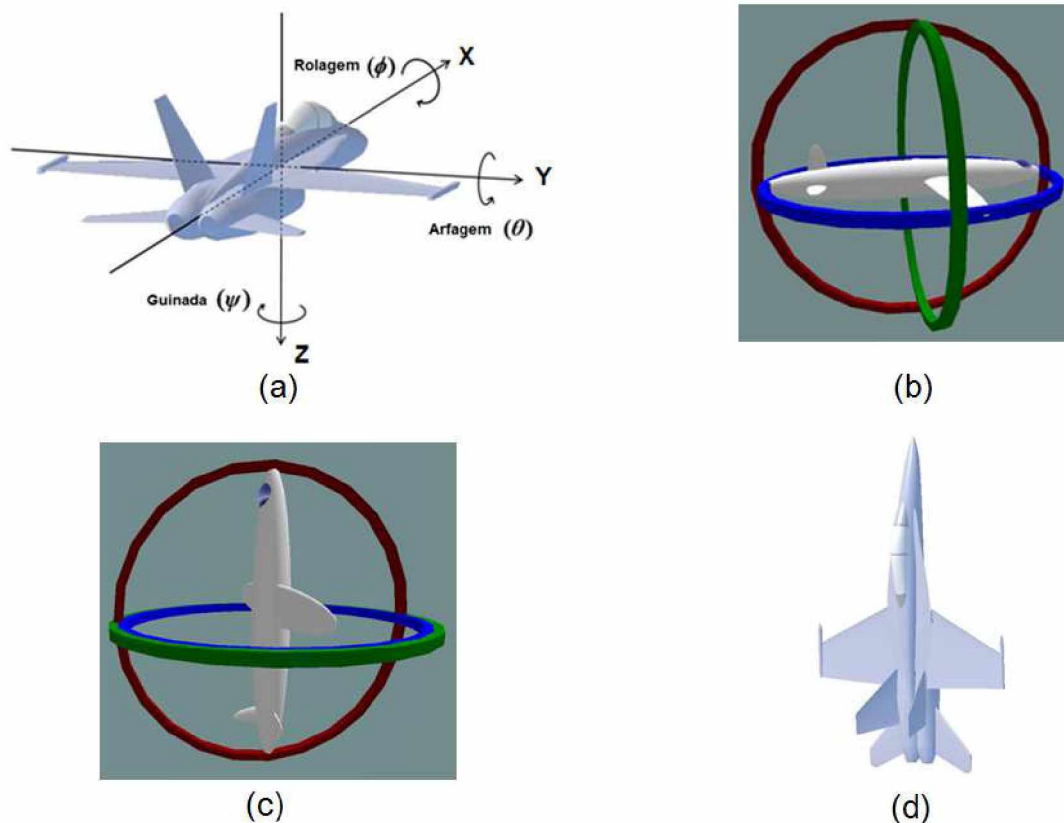 Rolagem (ϕ)
X
Y
Arfagem (θ)
Guinada (ψ)
Z
(a)
(b)
(c)
(d)